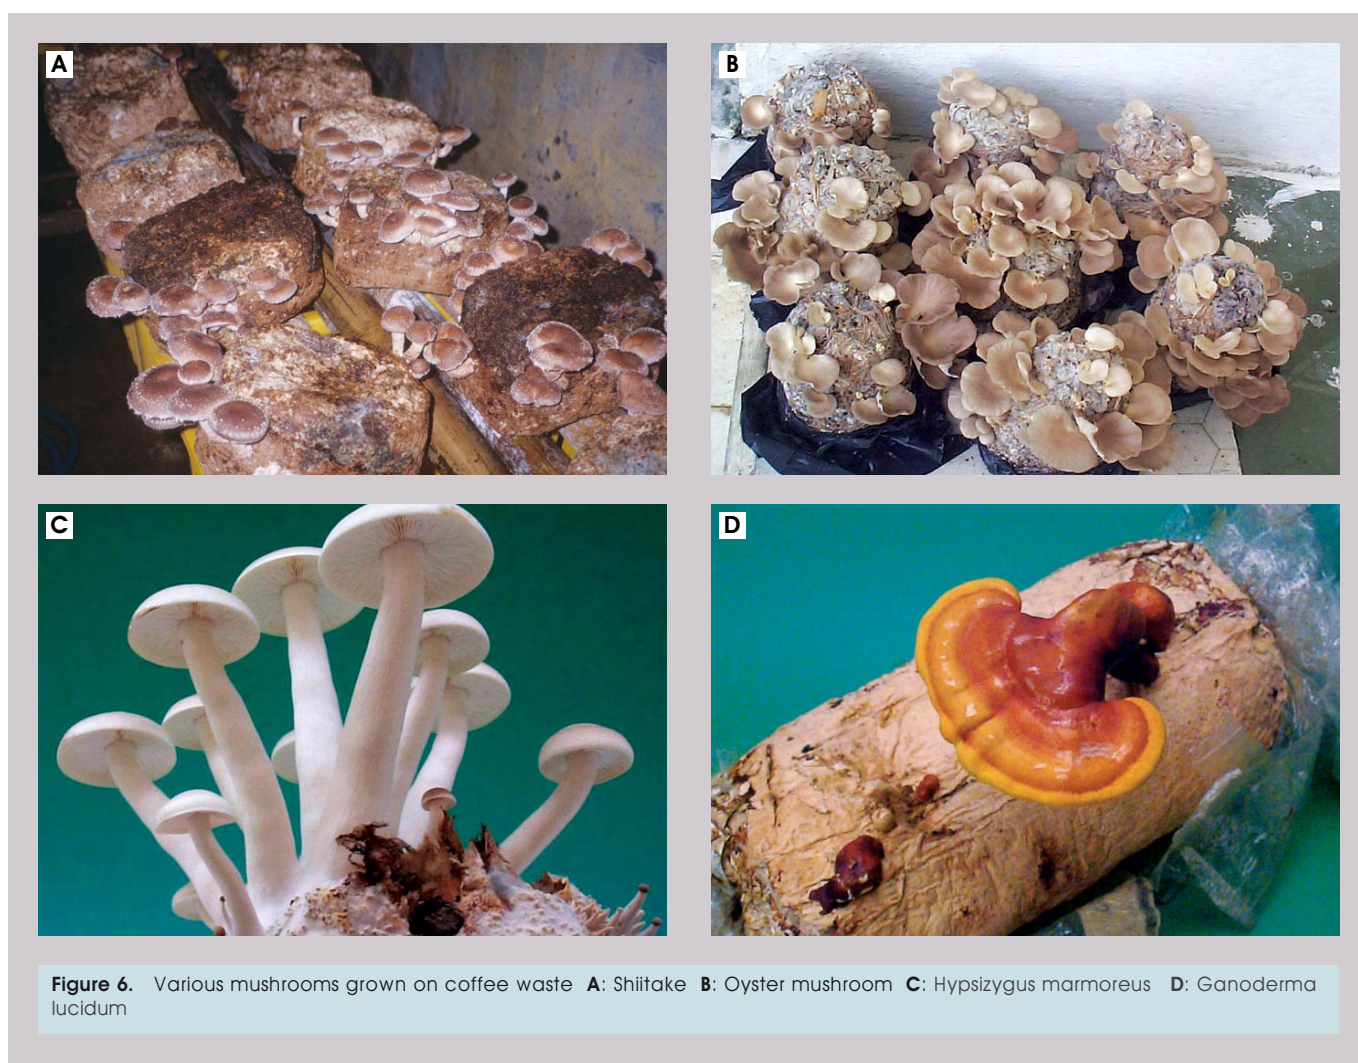 A
B
C
D
Figure 6. Various mushrooms grown on coffee waste A: Shiitake B: Oyster mushroom C: Hypsizygus marmoreus D: Ganoderma
lucidum